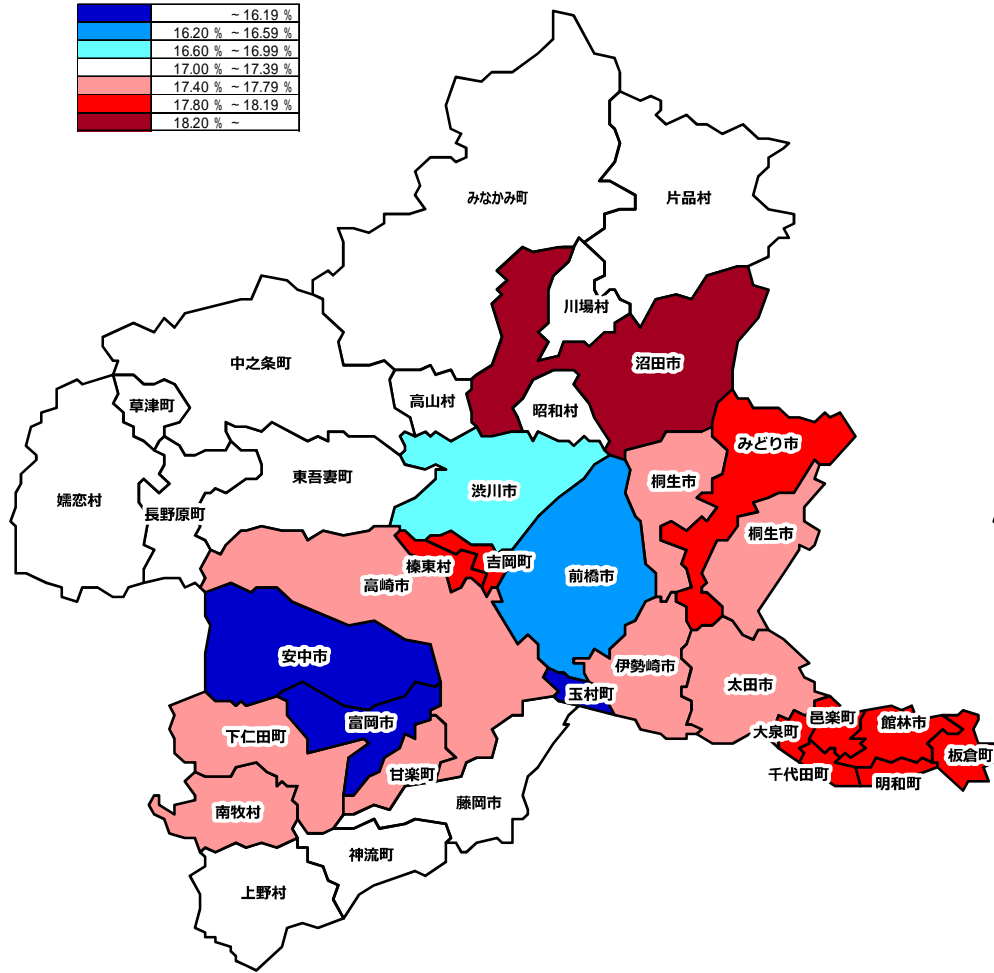 ~ 16.19 %
16.20 % ~ 16.59 %
16.60 % ~ 16.99 %
17.00 % ~ 17.39 %
17.40 % ~ 17.79 %
17.80 % ~ 18.19 %
18.20 % ~
みなかみ町
片品村
川場村
中之条町
沼田市
草津町
高山村
昭和村
みどり市
東吾妻町
桐生市
嬬恋村
長野原町
渋川市
桐生市
榛東村
吉岡町
高崎市
前橋市
安中市
伊勢崎市
玉村町
太田市
富岡市
下仁田町
邑楽町
館林市
大泉町
板倉町
甘楽町
千代田町
明和町
藤岡市
南牧村
神流町
上野村